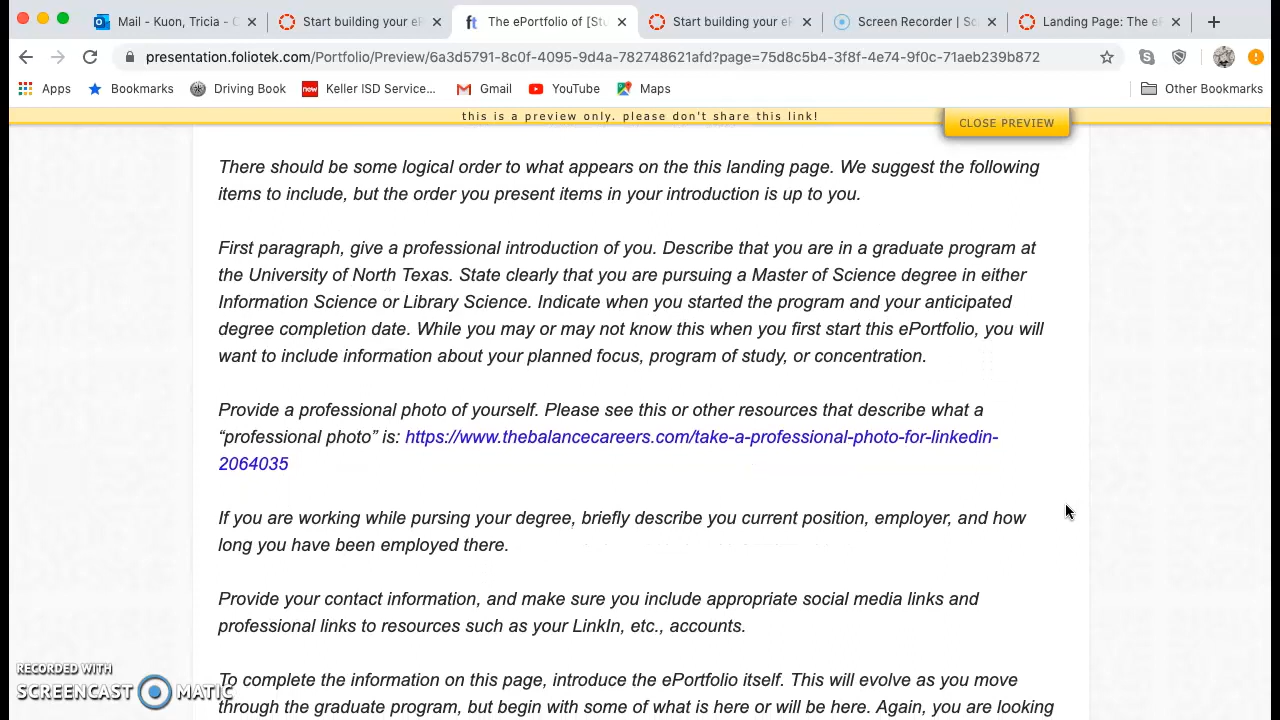 Mail - Kuon, Tricia - O
Start building your eP
The ePortfolio of [Stu
Start building your eP
Screen Recorder | Sc
Landing Page: The eP
presentation.foliotek.com/Portfolio/Preview/6a3d5791-8c0f-4095-9d4a-782748621afd?page=75d8c5b4-3f8f-4e74-9f0c-71aeb239b872
Apps Bookmarks Driving Book Keller ISD Service... Gmail YouTube Maps Other Bookmarks
this is a preview only. please don't share this link!
CLOSE PREVIEW
There should be some logical order to what appears on the this landing page. We suggest the following
items to include, but the order you present items in your introduction is up to you.
First paragraph, give a professional introduction of you. Describe that you are in a graduate program at
the University of North Texas. State clearly that you are pursuing a Master of Science degree in either
Information Science or Library Science. Indicate when you started the program and your anticipated
degree completion date. While you may or may not know this when you first start this ePortfolio, you will
want to include information about your planned focus, program of study, or concentration.
Provide a professional photo of yourself. Please see this or other resources that describe what a
“professional photo” is: https://www.thebalancecareers.com/take-a-professional-photo-for-linkedin-
2064035
If you are working while pursing your degree, briefly describe you current position, employer, and how
long you have been employed there.
Provide your contact information, and make sure you include appropriate social media links and
professional links to resources such as your LinkIn, etc., accounts.
To complete the information on this page, introduce the ePortfolio itself. This will evolve as you move
through the graduate program, but begin with some of what is here or will be here. Again, you are looking
RECORDED WITH
SCREENCAST MATIC